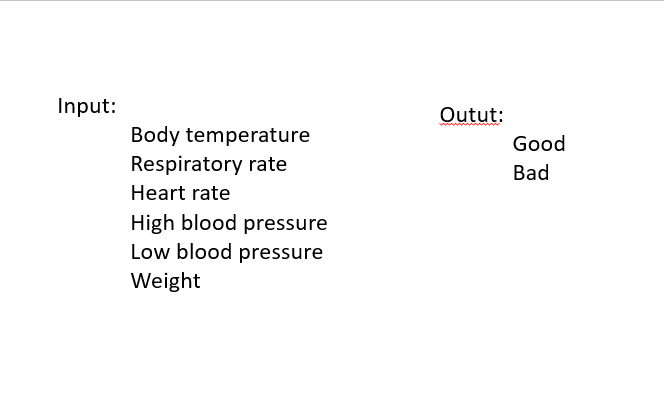 Input:
Body temperature
Respiratory rate
Heart rate
High blood pressure
Low blood pressure
Weight
Outut:
Good
Bad